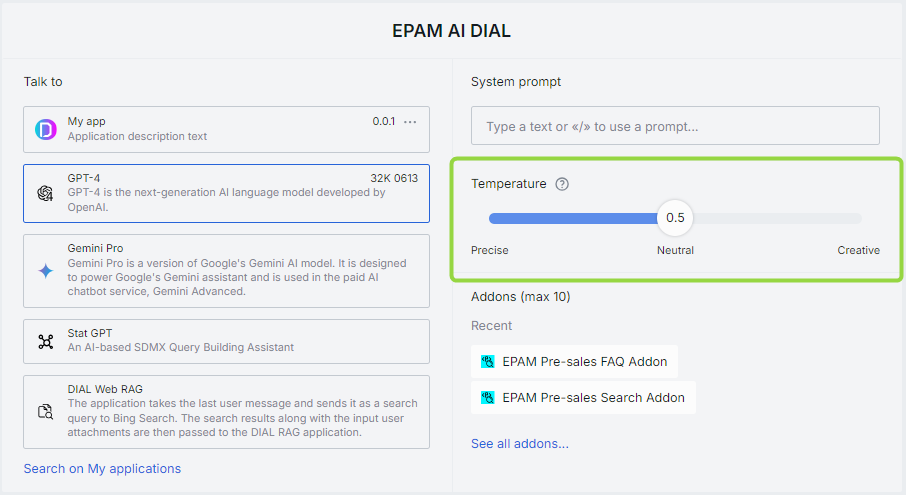 EPAM AI DIAL
Talk to
My app
0.0.1
Application description text
GPT-4
32K 0613
GPT-4 is the next-generation AI language model developed by
OpenAI.
Gemini Pro
Gemini Pro is a version of Google's Gemini AI model. It is designed
to power Google's Gemini assistant and is used in the paid AI
chatbot service, Gemini Advanced.
Stat GPT
An AI-based SDMX Query Building Assistant
DIAL Web RAG
The application takes the last user message and sends it as a search
query to Bing Search. The search results along with the input user
attachments are then passed to the DIAL RAG application.
Search on My applications
System prompt
Type a text or «/» to use a prompt...
Temperature
0.5
Precise
Neutral
Creative
Addons (max 10)
Recent
EPAM Pre-sales FAQ Addon
EPAM Pre-sales Search Addon
See all addons...